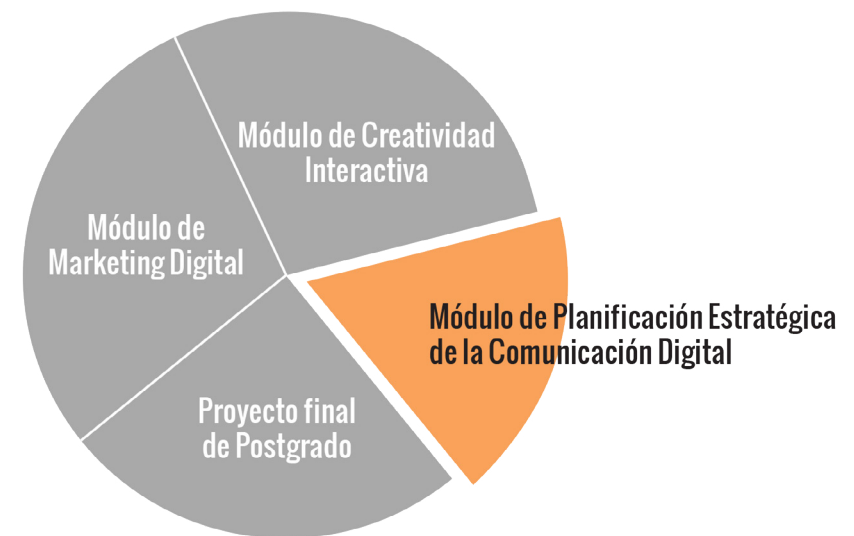 Módulo de Creatividad
Interactiva
Módulo de
Marketing Digital
Módulo de Planificación Estratégica
de la Comunicación Digital
Proyecto final
de Postgrado